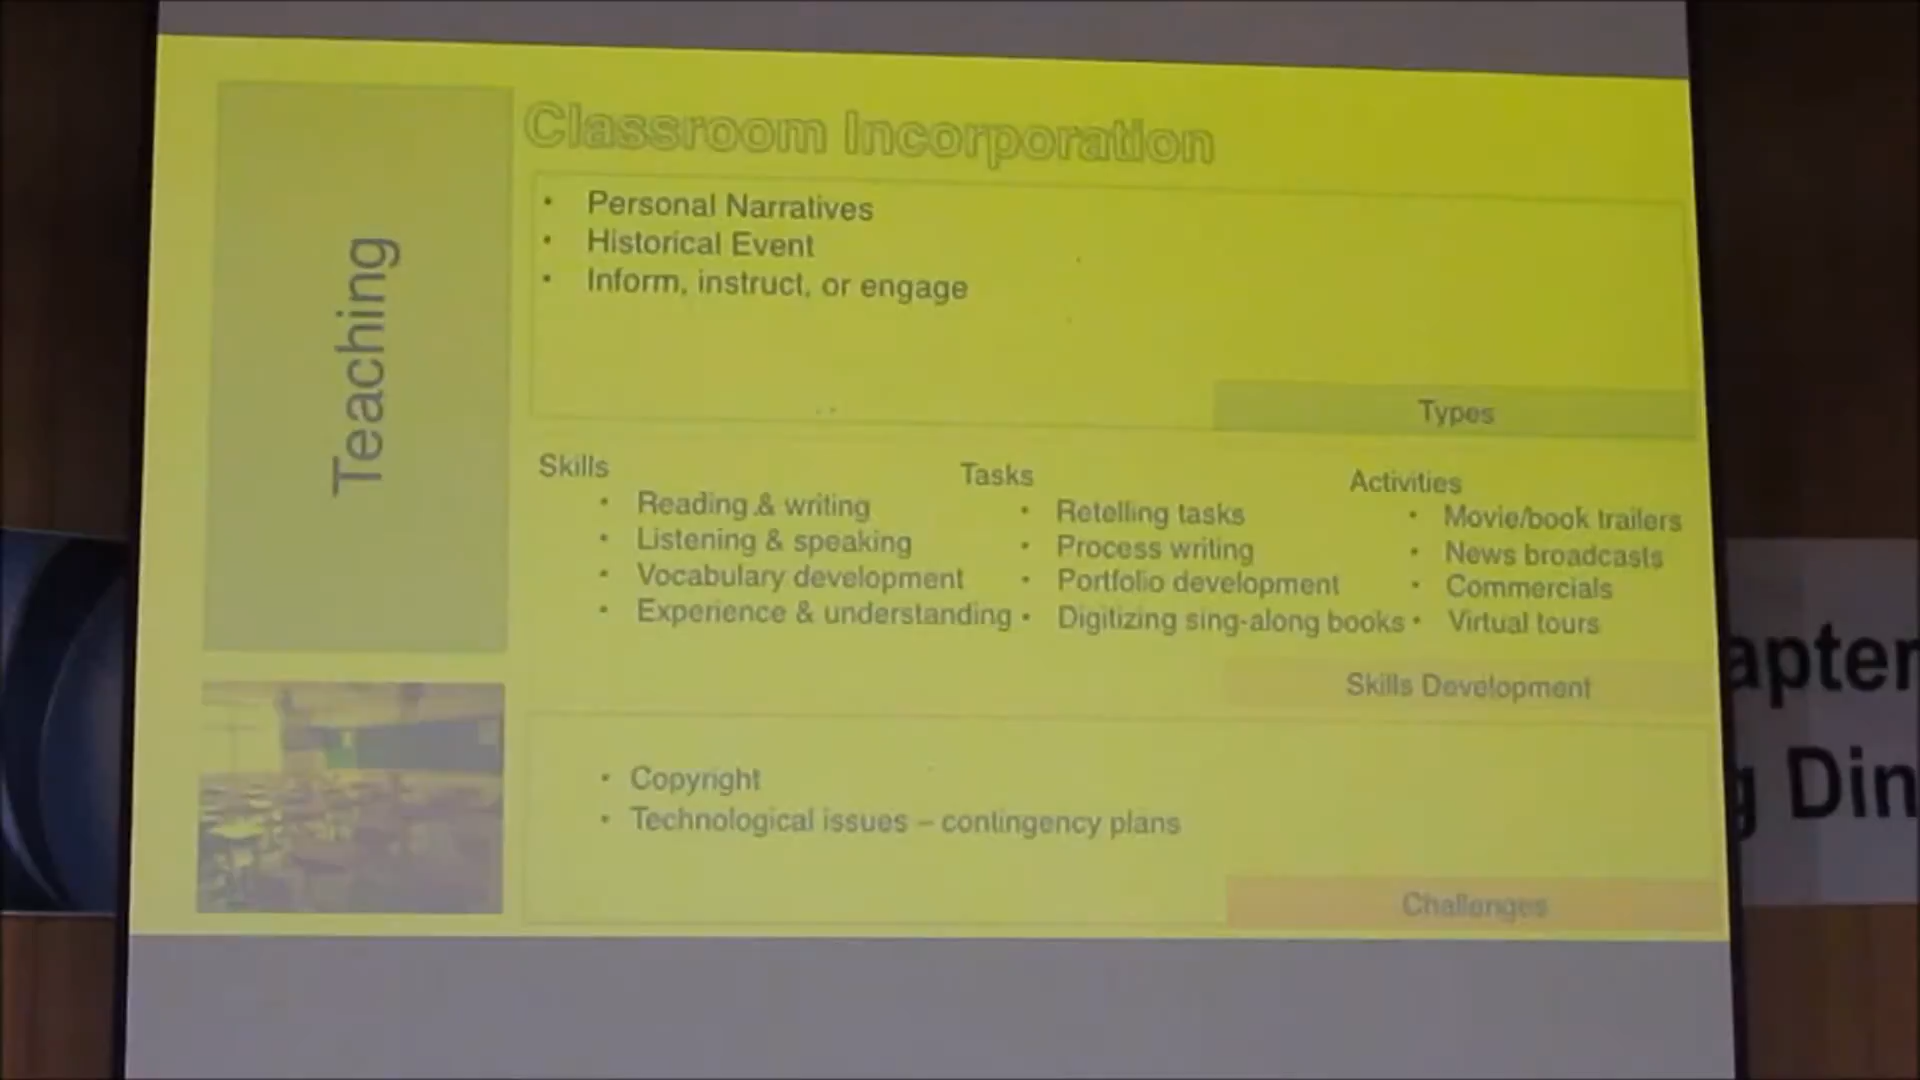 Teaching
Classroom Incorporation
• Personal Narratives
• Historical Event
• Inform, instruct, or engage
Types
Skills
• Reading & writing
• Listening & speaking
• Vocabulary development
• Experience & understanding
Tasks
• Retelling tasks
• Process writing
• Portfolio development
• Digitizing sing-along books
Activities
• Movie/book trailers
• News broadcasts
• Commercials
• Virtual tours
Skills Development
• Copyright
• Technological issues – contingency plans
Challenges
apter
g Din